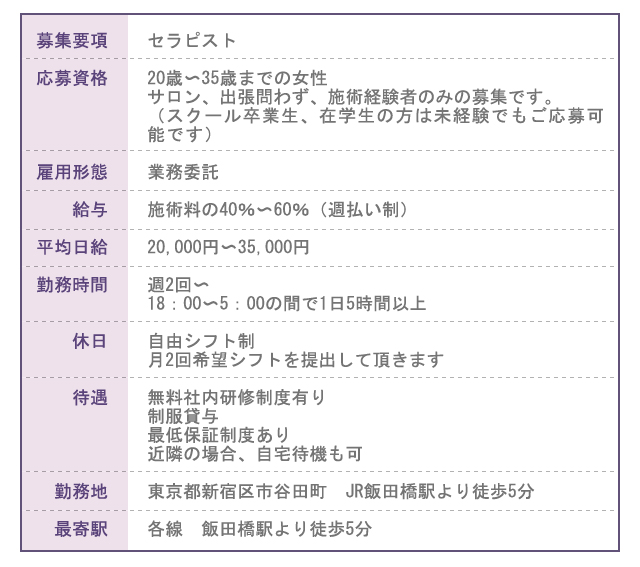 募集要項 セラピスト
応募資格 20歳〜35歳までの女性
サロン、出張問わず、施術経験者のみの募集です。
（スクール卒業生、在学生の方は未経験でもご応募可
能です）
雇用形態 業務委託
給与 施術料の40%〜60%（週払い制）
平均日給 20,000円〜35,000円
勤務時間 週2回〜
18：00〜5：00の間で1日5時間以上
休日 自由シフト制
月2回希望シフトを提出して頂きます
待遇 無料社内研修制度有り
制服貸与
最低保証制度あり
近隣の場合、自宅待機も可
勤務地 東京都新宿区市谷田町　JR飯田橋駅より徒歩5分
最寄駅 各線　飯田橋駅より徒歩5分